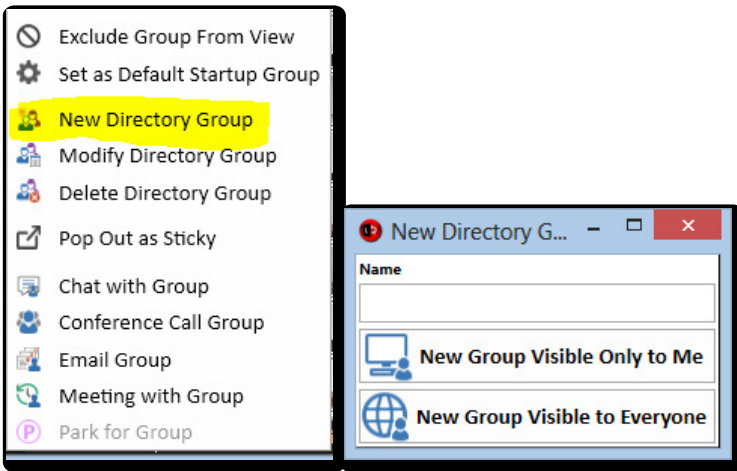 Exclude Group From View
Set as Default Startup Group
New Directory Group
Modify Directory Group
Delete Directory Group
Pop Out as Sticky
Chat with Group
Conference Call Group
Email Group
Meeting with Group
P Park for Group
New Directory G...
Name
New Group Visible Only to Me
New Group Visible to Everyone